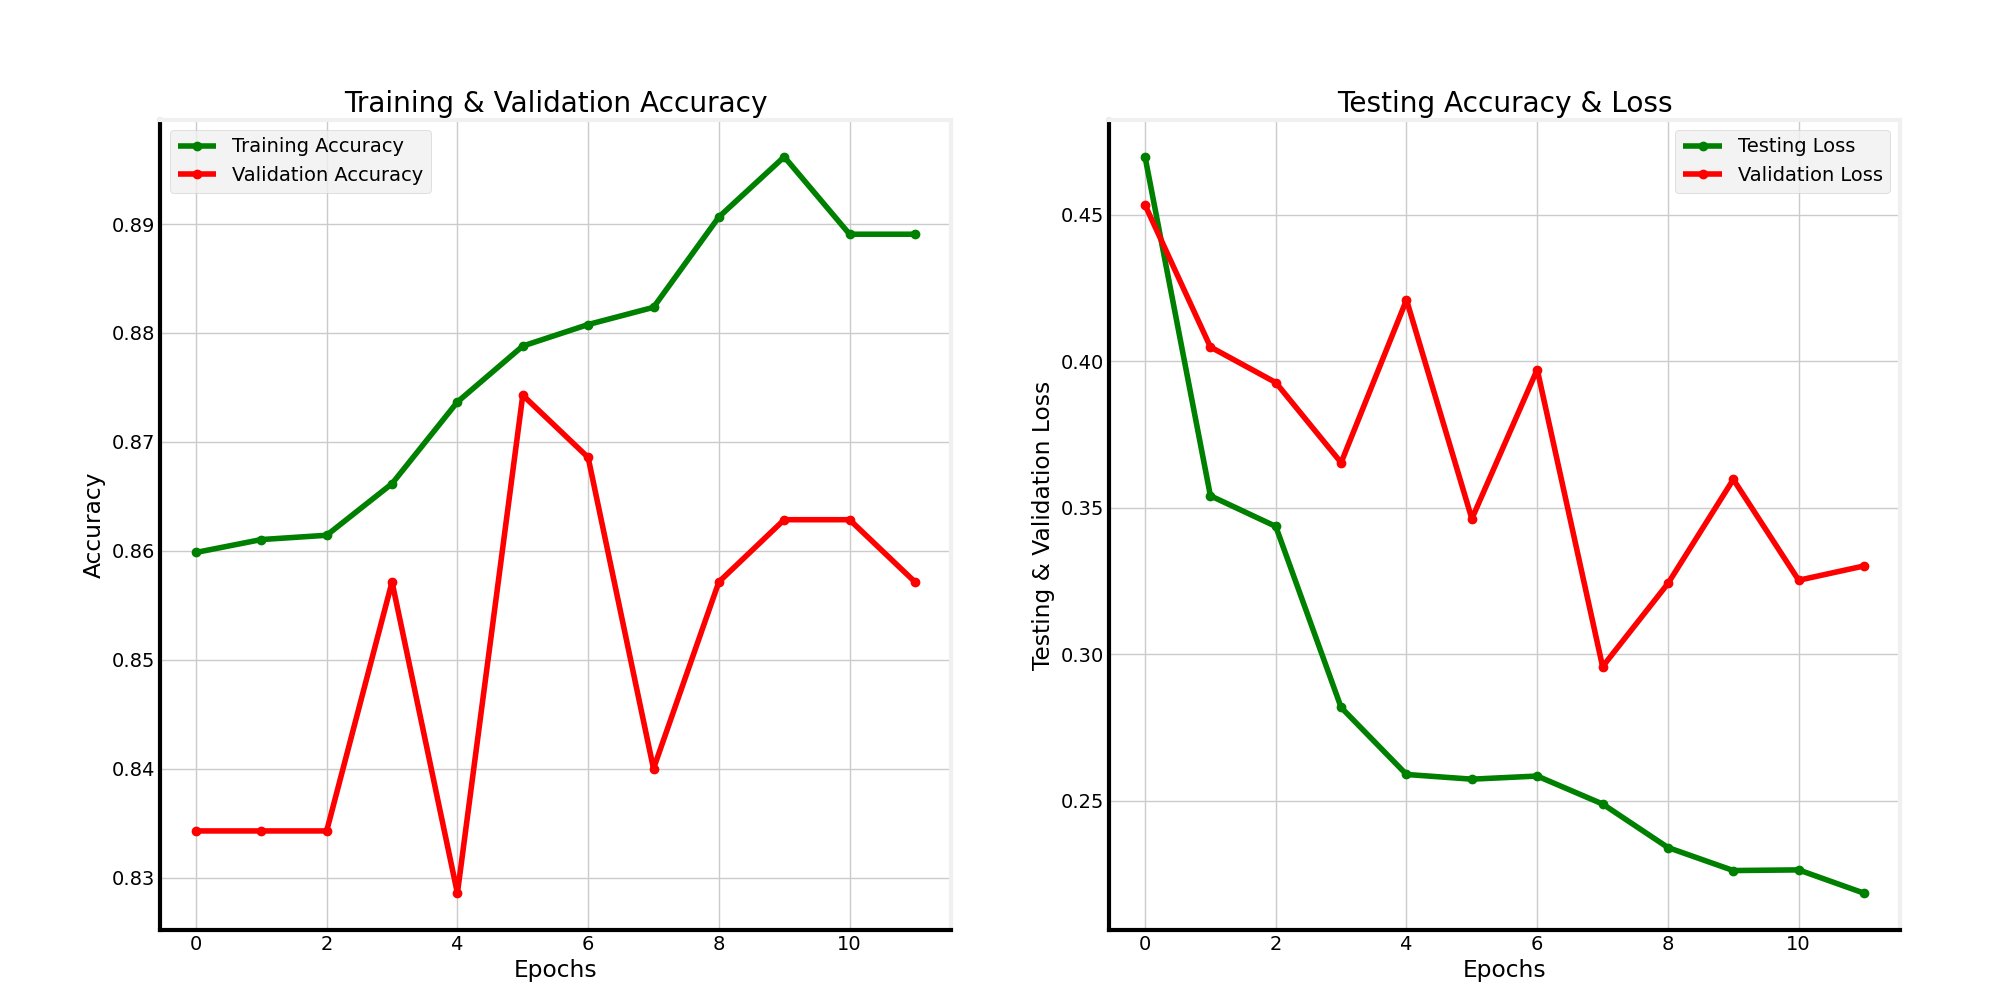 Training & Validation Accuracy
Training Accuracy
Validation Accuracy
Accuracy
0.89
0.88
0.87
0.86
0.85
0.84
0.83
0 2 4 6 8 10
Epochs
Testing Accuracy & Loss
Testing Loss
Validation Loss
Testing & Validation Loss
0.45
0.40
0.35
0.30
0.25
0 2 4 6 8 10
Epochs